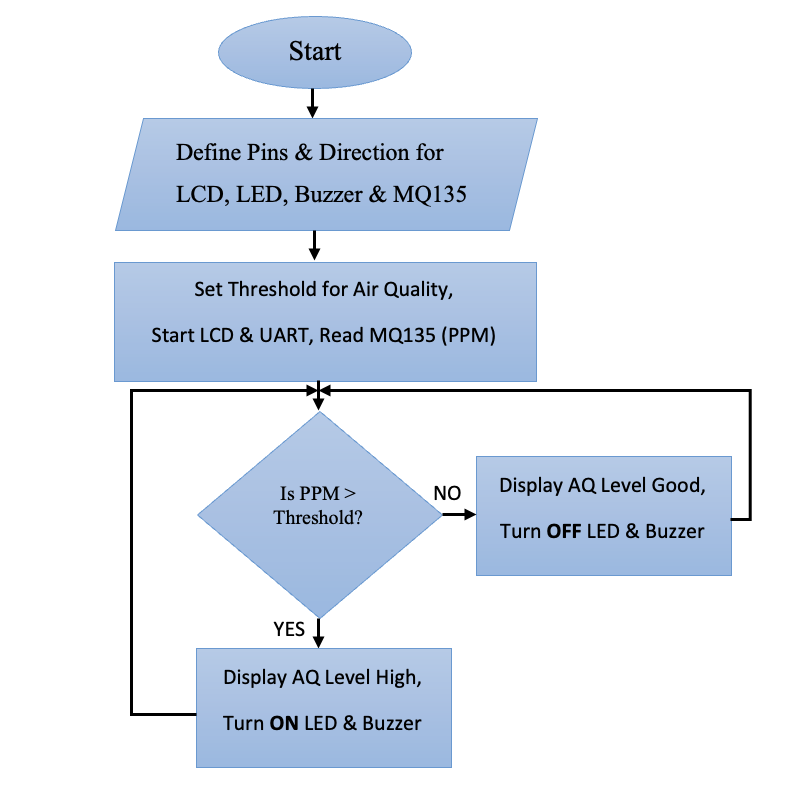 Start
Define Pins & Direction for
LCD, LED, Buzzer & MQ135
Set Threshold for Air Quality,
Start LCD & UART, Read MQ135 (PPM)
Is PPM >
Threshold?
NO
Display AQ Level Good,
Turn OFF LED & Buzzer
YES
Display AQ Level High,
Turn ON LED & Buzzer